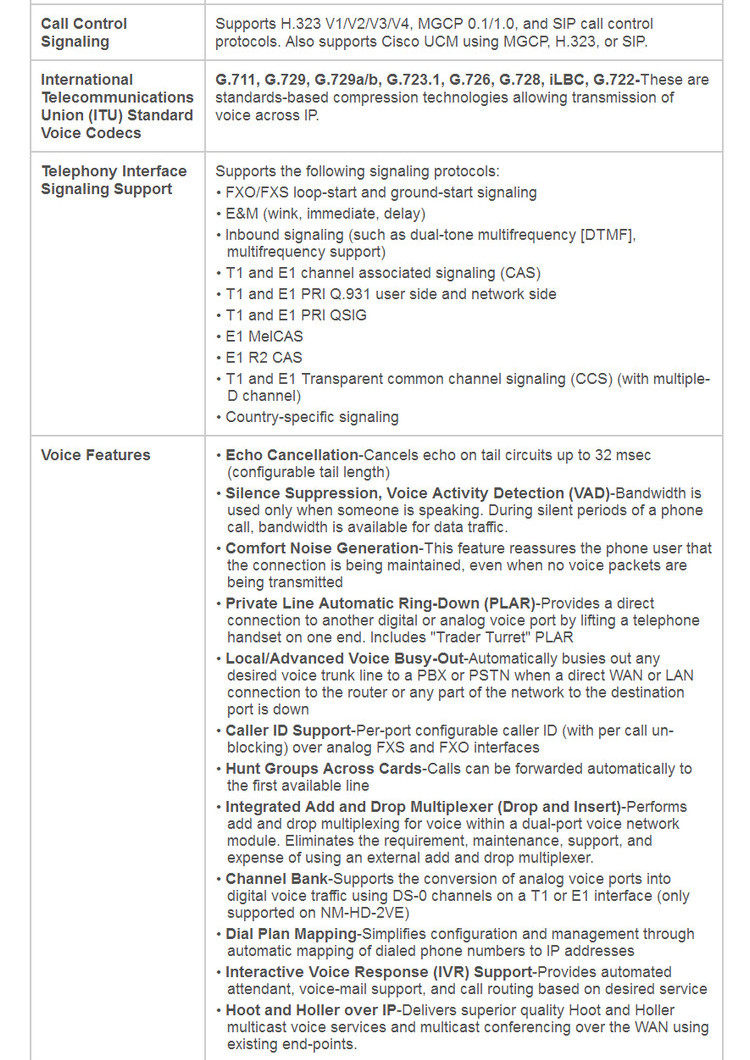 Call Control
Signaling
Supports H.323 V1/V2/V3/V4, MGCP 0.1/1.0, and SIP call control
protocols. Also supports Cisco UCM using MGCP, H.323, or SIP.
International
Telecommunications
Union (ITU) Standard
Voice Codecs
G.711, G.729, G.729a/b, G.723.1, G.726, G.728, iLBC, G.722-These are
standards-based compression technologies allowing transmission of
voice across IP.
Telephony Interface
Signaling Support
Supports the following signaling protocols:
• FXO/FXS loop-start and ground-start signaling
• E&M (wink, immediate, delay)
• Inbound signaling (such as dual-tone multifrequency [DTMF],
multifrequency support)
• T1 and E1 channel associated signaling (CAS)
• T1 and E1 PRI Q.931 user side and network side
• T1 and E1 PRI QSIG
• E1 MelCAS
• E1 R2 CAS
• T1 and E1 Transparent common channel signaling (CCS) (with multiple-
D channel)
• Country-specific signaling
Voice Features
• Echo Cancellation-Cancels echo on tail circuits up to 32 msec
(configurable tail length)
• Silence Suppression, Voice Activity Detection (VAD)-Bandwidth is
used only when someone is speaking. During silent periods of a phone
call, bandwidth is available for data traffic.
• Comfort Noise Generation-This feature reassures the phone user that
the connection is being maintained, even when no voice packets are
being transmitted
• Private Line Automatic Ring-Down (PLAR)-Provides a direct
connection to another digital or analog voice port by lifting a telephone
handset on one end. Includes "Trader Turret" PLAR
• Local/Advanced Voice Busy-Out-Automatically busies out any
desired voice trunk line to a PBX or PSTN when a direct WAN or LAN
connection to the router or any part of the network to the destination
port is down
• Caller ID Support-Per-port configurable caller ID (with per call un-
blocking) over analog FXS and FXO interfaces
• Hunt Groups Across Cards-Calls can be forwarded automatically to
the first available line
• Integrated Add and Drop Multiplexer (Drop and Insert)-Performs
add and drop multiplexing for voice within a dual-port voice network
module. Eliminates the requirement, maintenance, support, and
expense of using an external add and drop multiplexer.
• Channel Bank-Supports the conversion of analog voice ports into
digital voice traffic using DS-0 channels on a T1 or E1 interface (only
supported on NM-HD-2VE)
• Dial Plan Mapping-Simplifies configuration and management through
automatic mapping of dialed phone numbers to IP addresses
• Interactive Voice Response (IVR) Support-Provides automated
attendant, voice-mail support, and call routing based on desired service
• Hoot and Holler over IP-Delivers superior quality Hoot and Holler
multicast voice services and multicast conferencing over the WAN using
existing end-points.